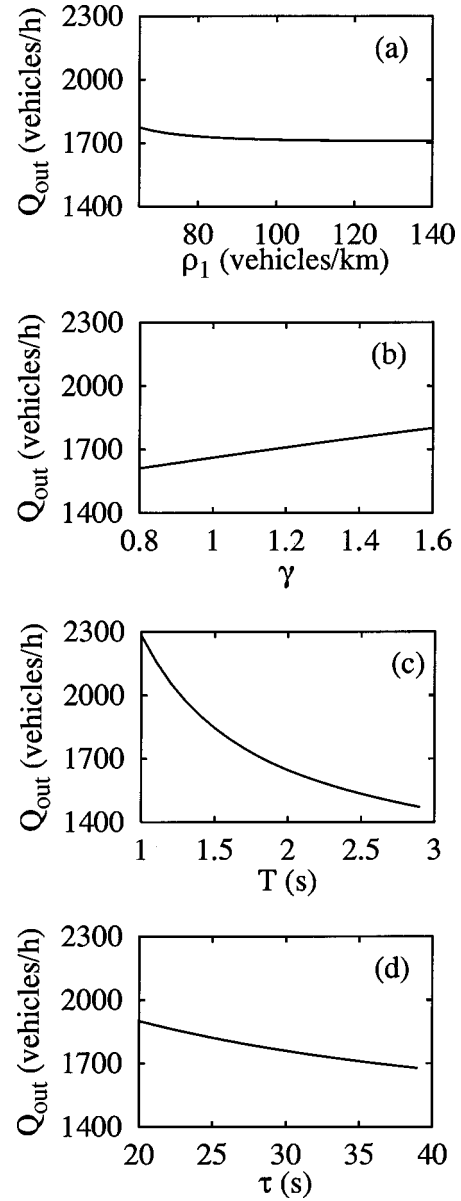 2300
2000
1700
1400
Q_out (vehicles/h)
(a)
80 100 120 140
ρ₁ (vehicles/km)
2300
2000
1700
1400
Q_out (vehicles/h)
(b)
0.8 1 1.2 1.4 1.6
γ
2300
2000
1700
1400
Q_out (vehicles/h)
(c)
1 1.5 2 2.5 3
T (s)
2300
2000
1700
1400
Q_out (vehicles/h)
(d)
20 25 30 35 40
τ (s)